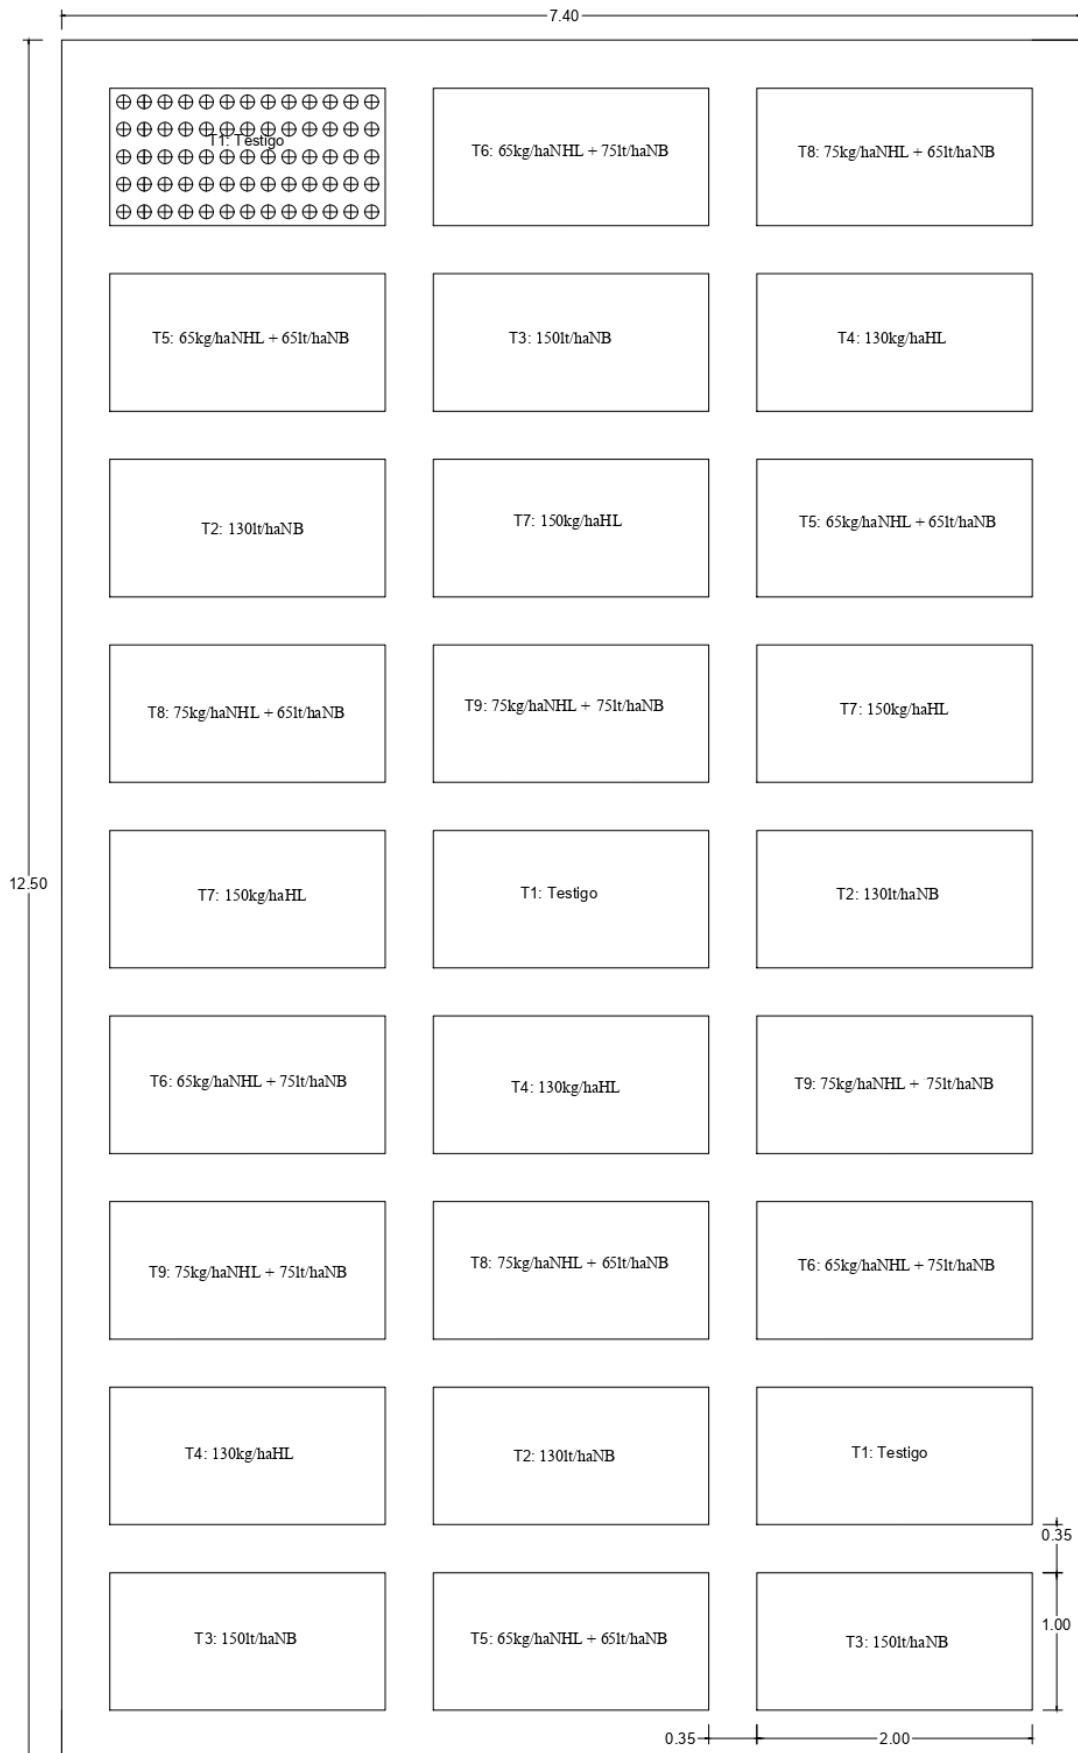 7.40
T1: Testigo
T6: 65kg/haNHL + 75lt/haNB
T8: 75kg/haNHL + 65lt/haNB
T5: 65kg/haNHL + 65lt/haNB
T3: 150lt/haNB
T4: 130kg/haHL
T2: 130lt/haNB
T7: 150kg/haHL
T5: 65kg/haNHL + 65lt/haNB
T8: 75kg/haNHL + 65lt/haNB
T9: 75kg/haNHL + 75lt/haNB
T7: 150kg/haHL
12.50
T7: 150kg/haHL
T1: Testigo
T2: 130lt/haNB
T6: 65kg/haNHL + 75lt/haNB
T4: 130kg/haHL
T9: 75kg/haNHL + 75lt/haNB
T9: 75kg/haNHL + 75lt/haNB
T8: 75kg/haNHL + 65lt/haNB
T6: 65kg/haNHL + 75lt/haNB
T4: 130kg/haHL
T2: 130lt/haNB
T1: Testigo
0.35
T3: 150lt/haNB
T5: 65kg/haNHL + 65lt/haNB
T3: 150lt/haNB
1.00
0.35
2.00